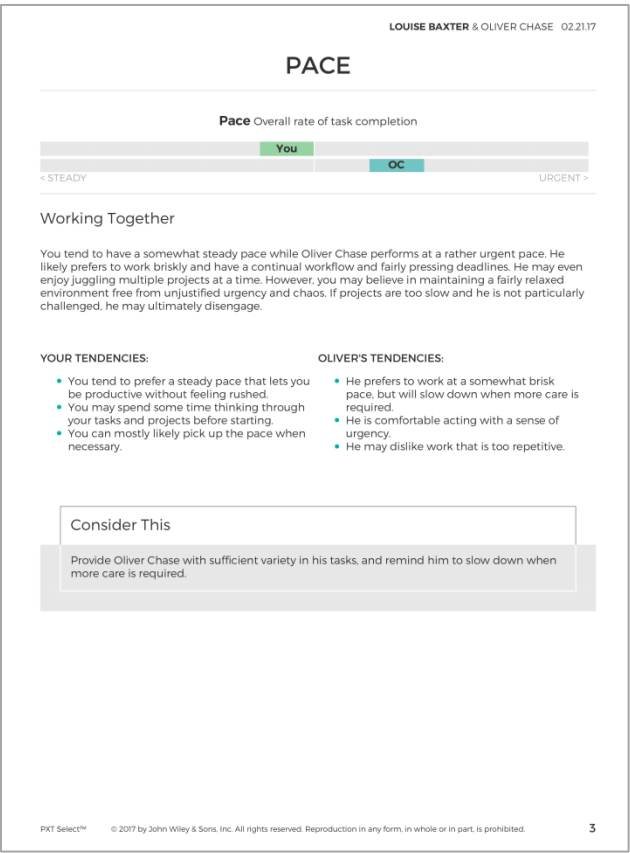 LOUISE BAXTER & OLIVER CHASE 02.21.17
PACE
Pace Overall rate of task completion
You
OC
< STEADY
URGENT >
Working Together
You tend to have a somewhat steady pace while Oliver Chase performs at a rather urgent pace. He
likely prefers to work briskly and have a continual workflow and fairly pressing deadlines. He may even
enjoy juggling multiple projects at a time. However, you may believe in maintaining a fairly relaxed
environment free from unjustified urgency and chaos. If projects are too slow and he is not particularly
challenged, he may ultimately disengage.
YOUR TENDENCIES:
• You tend to prefer a steady pace that lets you
be productive without feeling rushed.
• You may spend some time thinking through
your tasks and projects before starting.
• You can mostly likely pick up the pace when
necessary.
OLIVER'S TENDENCIES:
• He prefers to work at a somewhat brisk
pace, but will slow down when more care is
required.
• He is comfortable acting with a sense of
urgency.
• He may dislike work that is too repetitive.
Consider This
Provide Oliver Chase with sufficient variety in his tasks, and remind him to slow down when
more care is required.
PXT Select™ © 2017 by John Wiley & Sons, Inc. All rights reserved. Reproduction in any form, in whole or in part, is prohibited. 3